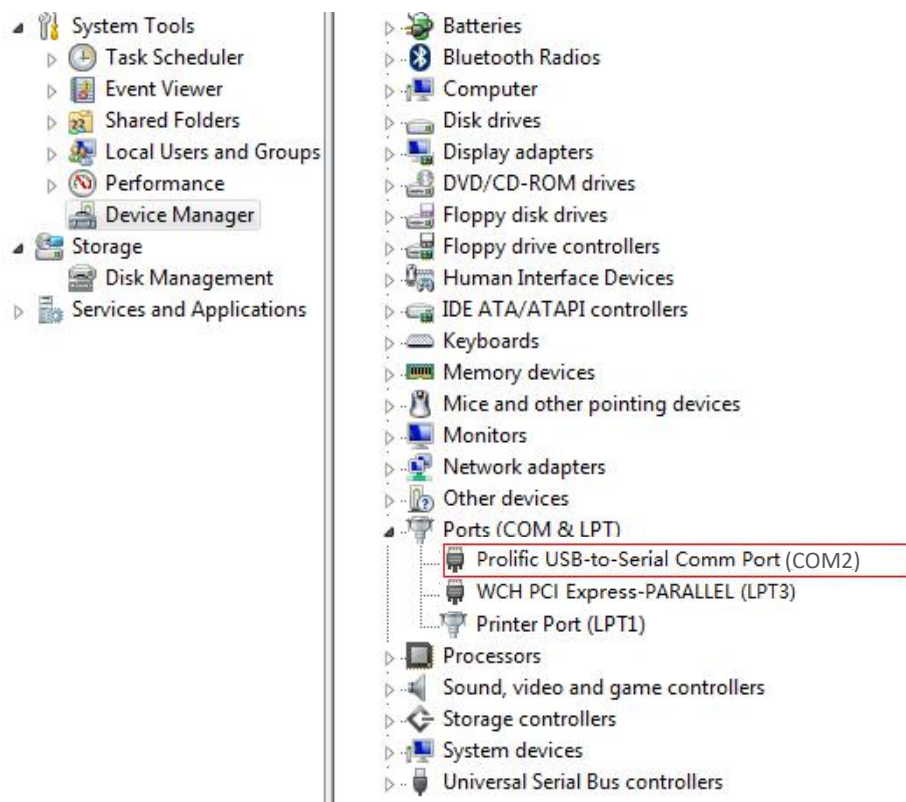 System Tools
Task Scheduler
Event Viewer
Shared Folders
Local Users and Groups
Performance
Device Manager
Storage
Disk Management
Services and Applications
Batteries
Bluetooth Radios
Computer
Disk drives
Display adapters
DVD/CD-ROM drives
Floppy disk drives
Floppy drive controllers
Human Interface Devices
IDE ATA/ATAPI controllers
Keyboards
Memory devices
Mice and other pointing devices
Monitors
Network adapters
Other devices
Ports (COM & LPT)
Prolific USB-to-Serial Comm Port (COM2)
WCH PCI Express-PARALLEL (LPT3)
Printer Port (LPT1)
Processors
Sound, video and game controllers
Storage controllers
System devices
Universal Serial Bus controllers